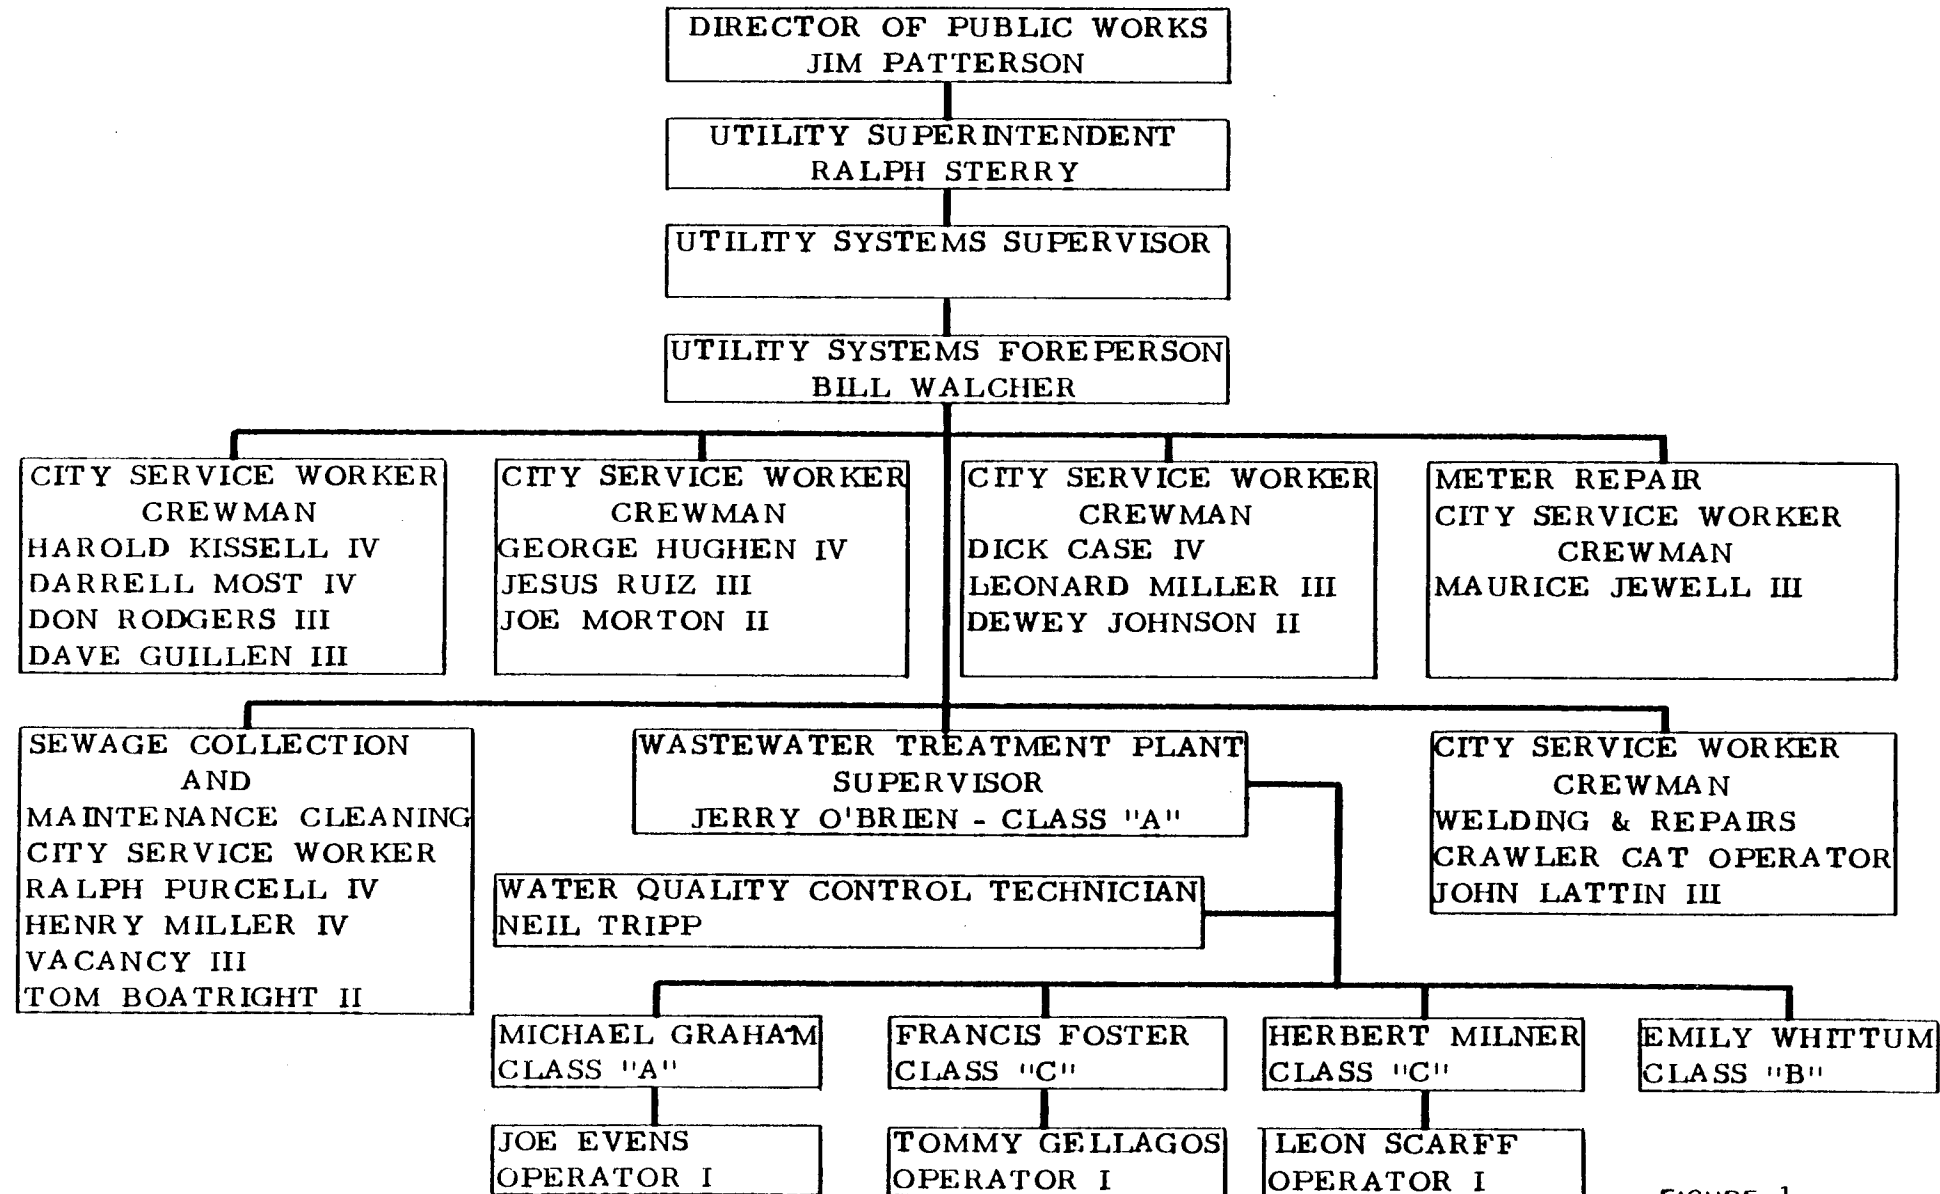 DIRECTOR OF PUBLIC WORKS
JIM PATTERSON
UTILITY SUPERINTENDENT
RALPH STERRY
UTILITY SYSTEMS SUPERVISOR
UTILITY SYSTEMS FOREPERSON
BILL WALCHER
CITY SERVICE WORKER
CREWMAN
HAROLD KISSELL IV
DARRELL MOST IV
DON RODGERS III
DAVE GUILLEN III
CITY SERVICE WORKER
CREWMAN
GEORGE HUGHEN IV
JESUS RUIZ III
JOE MORTON II
CITY SERVICE WORKER
CREWMAN
DICK CASE IV
LEONARD MILLER III
DEWEY JOHNSON II
METER REPAIR
CITY SERVICE WORKER
CREWMAN
MAURICE JEWELL III
SEWAGE COLLECTION
AND
MAINTENANCE CLEANING
CITY SERVICE WORKER
RALPH PURCELL IV
HENRY MILLER IV
VACANCY III
TOM BOATRIGHT II
WASTEWATER TREATMENT PLANT
SUPERVISOR
JERRY O'BRIEN - CLASS "A"
CITY SERVICE WORKER
CREWMAN
WELDING & REPAIRS
CRAWLER CAT OPERATOR
JOHN LATTIN III
WATER QUALITY CONTROL TECHNICIAN
NEIL TRIPP
MICHAEL GRAHAM
CLASS "A"
FRANCIS FOSTER
CLASS "C"
HERBERT MILNER
CLASS "C"
EMILY WHITTUM
CLASS "B"
JOE EVENS
OPERATOR I
TOMMY GELLAGOS
OPERATOR I
LEON SCARFF
OPERATOR I
FIGURE 1